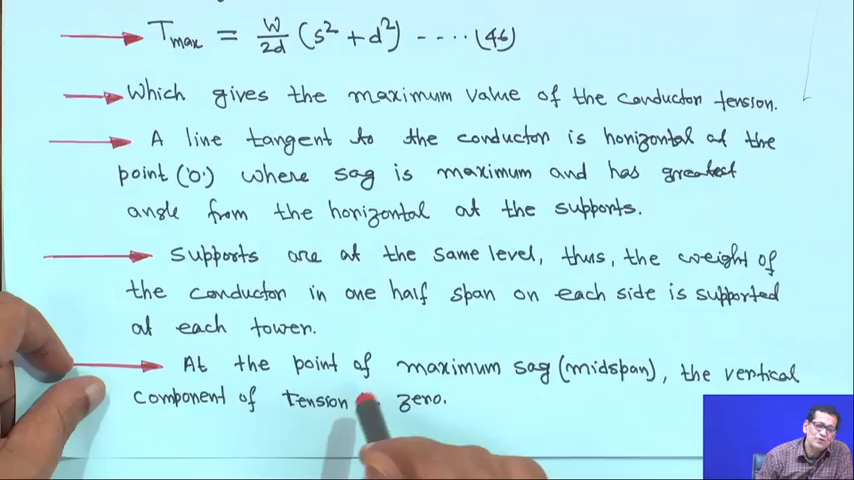 T_max = W/2d (s² + d²) ---- (46)
Which gives the maximum value of the conductor tension.
A line tangent to the conductor is horizontal at the
point ('0') where sag is maximum and has greatest
angle from the horizontal at the supports.
Supports are at the same level, thus, the weight of
the conductor in one half span on each side is supported
at each tower.
At the point of maximum sag (midspan), the vertical
component of tension zero.